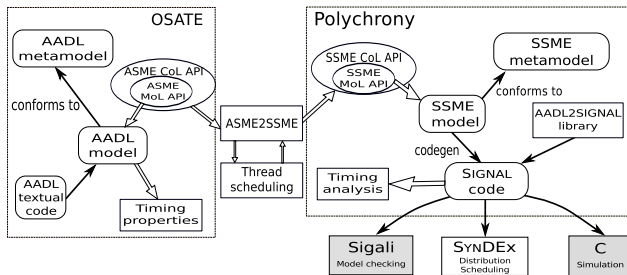 OSATE
Polychrony
AADL
metamodel
ASME CoL API
ASME
MoL API
SSME CoL API
SSME
MoL API
SSME
metamodel
conforms to
conforms to
ASME2SSME
SSME
model
AADL2SIGNAL
library
AADL
model
codegen
Thread
scheduling
Timing
analysis
SIGNAL
code
AADL
textual
code
Timing
properties
Sigali
Model checking
SYNDEX
Distribution
Scheduling
C
Simulation